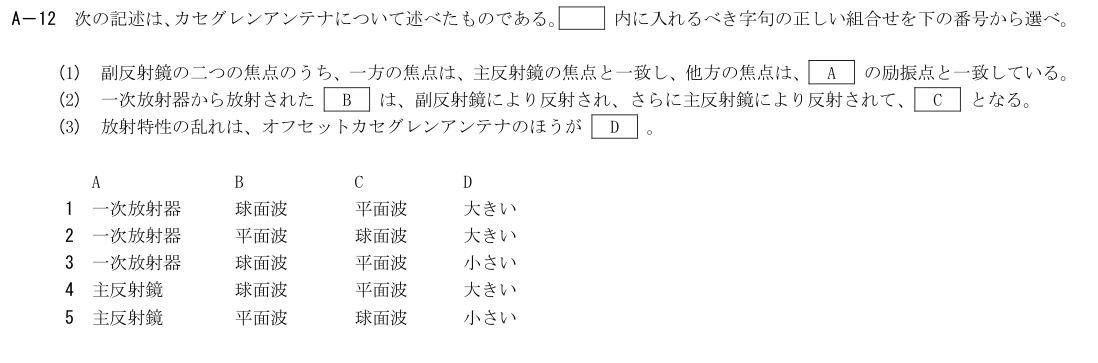 A－12 次の記述は、カセグレンアンテナについて述べたものである。 内に入れるべき字句の正しい組合せを下の番号から選べ。
(1) 副反射鏡の二つの焦点のうち、一方の焦点は、主反射鏡の焦点と一致し、他方の焦点は、 A の励振点と一致している。
(2) 一次放射器から放射された B は、副反射鏡により反射され、さらに主反射鏡により反射されて、 C となる。
(3) 放射特性の乱れは、オフセットカセグレンアンテナのほうが D 。
A B C D
1 一次放射器 球面波 平面波 大きい
2 一次放射器 平面波 球面波 大きい
3 一次放射器 球面波 平面波 小さい
4 主反射鏡 球面波 平面波 大きい
5 主反射鏡 平面波 球面波 小さい